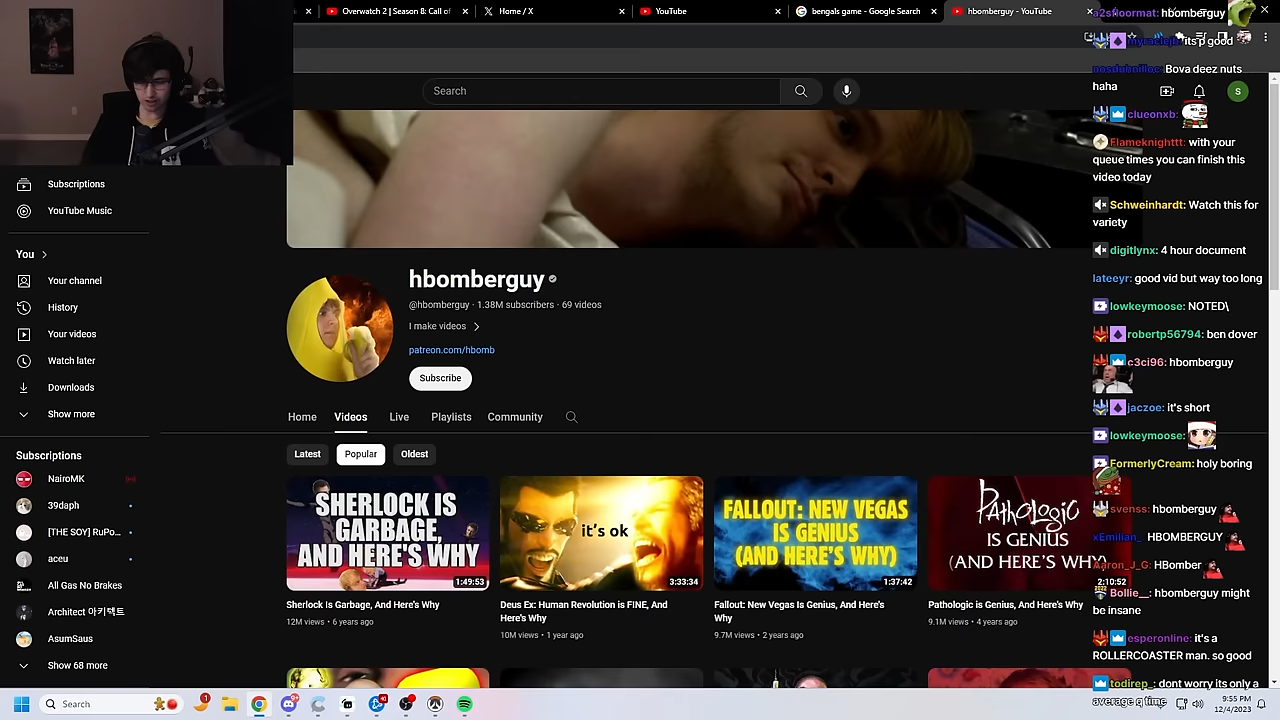 Overwatch 2 | Season 8: Call of
Home / X
YouTube
bengals game - Google Search
hbomberguy - YouTube
Search
S
Subscriptions
YouTube Music
You
Your channel
History
Your videos
Watch later
Downloads
Show more
Subscriptions
NairoMK
39daph
[THE SOY] RuPo...
aceu
All Gas No Brakes
Architect 아키텍트
AsumSaus
Show 68 more
hbomberguy
@hbomberguy · 1.38M subscribers · 69 videos
I make videos
patreon.com/hbomb
Subscribe
Home
Videos
Live
Playlists
Community
Latest
Popular
Oldest
SHERLOCK IS
GARBAGE,
AND HERE'S WHY
1:49:53
it's ok
3:33:34
FALLOUT: NEW VEGAS
IS GENIUS
(AND HERE'S WHY)
1:37:42
Pathologic
IS GENIUS
(AND HERE'S WHY)
2:10:52
Sherlock Is Garbage, And Here's Why
12M views · 6 years ago
Deus Ex: Human Revolution is FINE, And
Here's Why
10M views · 1 year ago
Fallout: New Vegas Is Genius, And Here's
Why
9.7M views · 2 years ago
Pathologic is Genius, And Here's Why
9.1M views · 4 years ago
a2sfloormat: hbomberguy
its p good
Bova deez nuts
haha
clueonxb:
Flameknighttt: with your
queue times you can finish this
video today
Schweinhardt: Watch this for
variety
digitlynx: 4 hour document
lateeyr: good vid but way too long
lowkeymoose: NOTED\
robertp56794: ben dover
c3ci96: hbomberguy
jaczoe: it's short
lowkeymoose:
FormerlyCream: holy boring
svenss: hbomberguy
xEmilian_ HBOMBERGUY
Aaron_J_G: HBomber
Bollie__: hbomberguy might
be insane
esperonline: it's a
ROLLERCOASTER man. so good
todirep_: dont worry its only a
average q time
Search
9:55 PM
12/4/2023